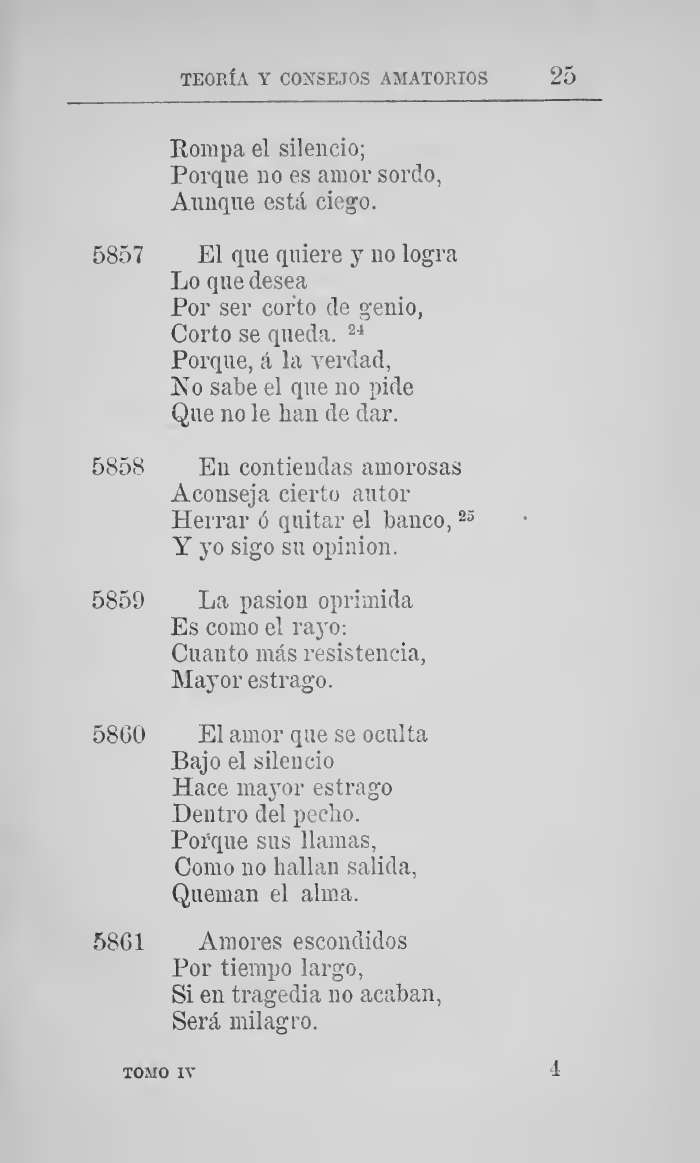 TEORÍA Y CONSEJOS AMATORIOS 25
Rompa el silencio;
Porque no es amor sordo,
Aunque está ciego.
5857 El que quiere y no logra
Lo que desea
Por ser corto de genio,
Corto se queda. 24
Porque, á la verdad,
No sabe el que no pide
Que no le han de dar.
5858 En contiendas amorosas
Aconseja cierto autor
Herrar ó quitar el banco, 25
Y yo sigo su opinion.
5859 La pasion oprimida
Es como el rayo:
Cuanto más resistencia,
Mayor estrago.
5860 El amor que se oculta
Bajo el silencio
Hace mayor estrago
Dentro del pecho.
Porque sus llamas,
Como no hallan salida,
Queman el alma.
5861 Amores escondidos
Por tiempo largo,
Si en tragedia no acaban,
Será milagro.
TOMO IV 4